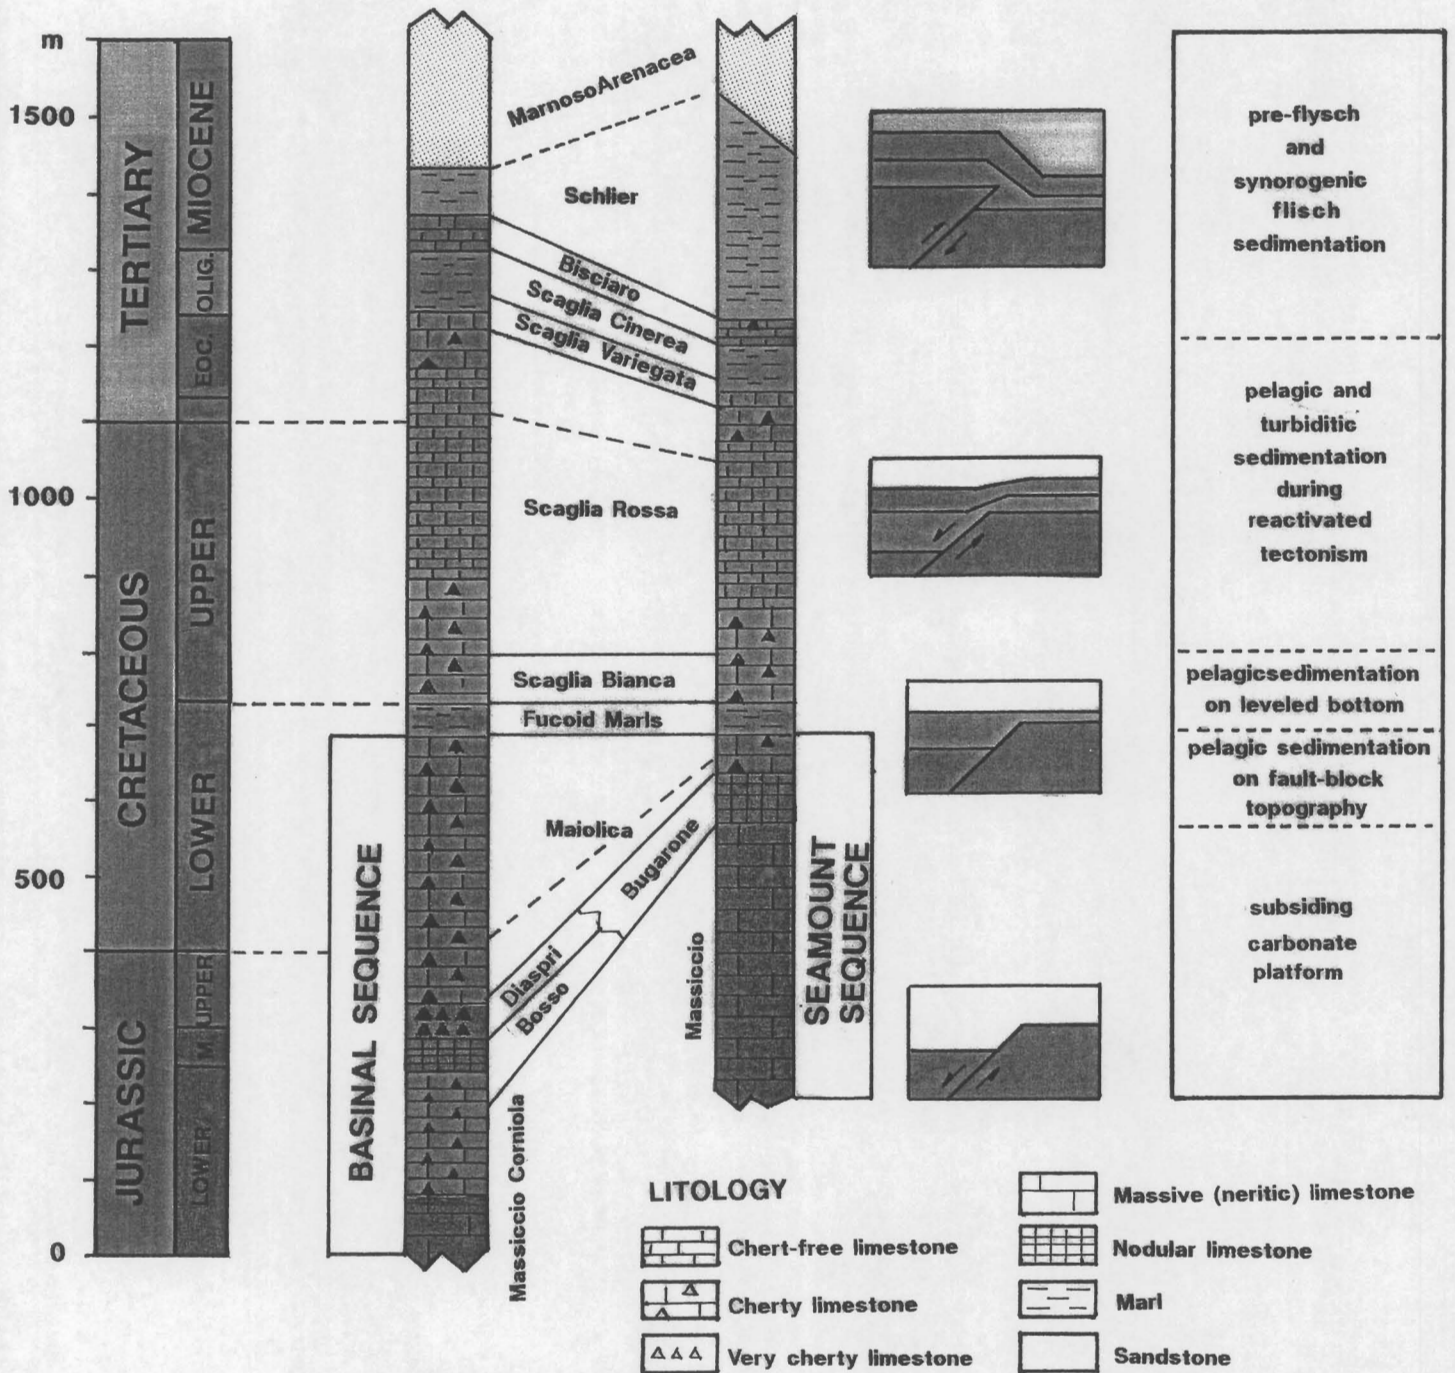 m
1500
1000
500
0
TERTIARY
CRETACEOUS
JURASSIC
MIOCENE
OLIG.
EOC.
UPPER
LOWER
UPPER
M.
LOWER
BASINAL SEQUENCE
MarnosoArenacea
Schlier
Bisciaro
Scaglia Cinerea
Scaglia Variegata
Scaglia Rossa
Scaglia Bianca
Fucoid Marls
Maiolica
Diaspri
Bosso
Bugarone
Massiccio Corniola
Massiccio
SEAMOUNT
SEQUENCE
pre-flysch
and
synorogenic
flisch
sedimentation
pelagic and
turbiditic
sedimentation
during
reactivated
tectonism
pelagicsedimentation
on leveled bottom
pelagic sedimentation
on fault-block
topography
subsiding
carbonate
platform
LITOLOGY
Chert-free limestone
Cherty limestone
Very cherty limestone
Massive (neritic) limestone
Nodular limestone
Marl
Sandstone